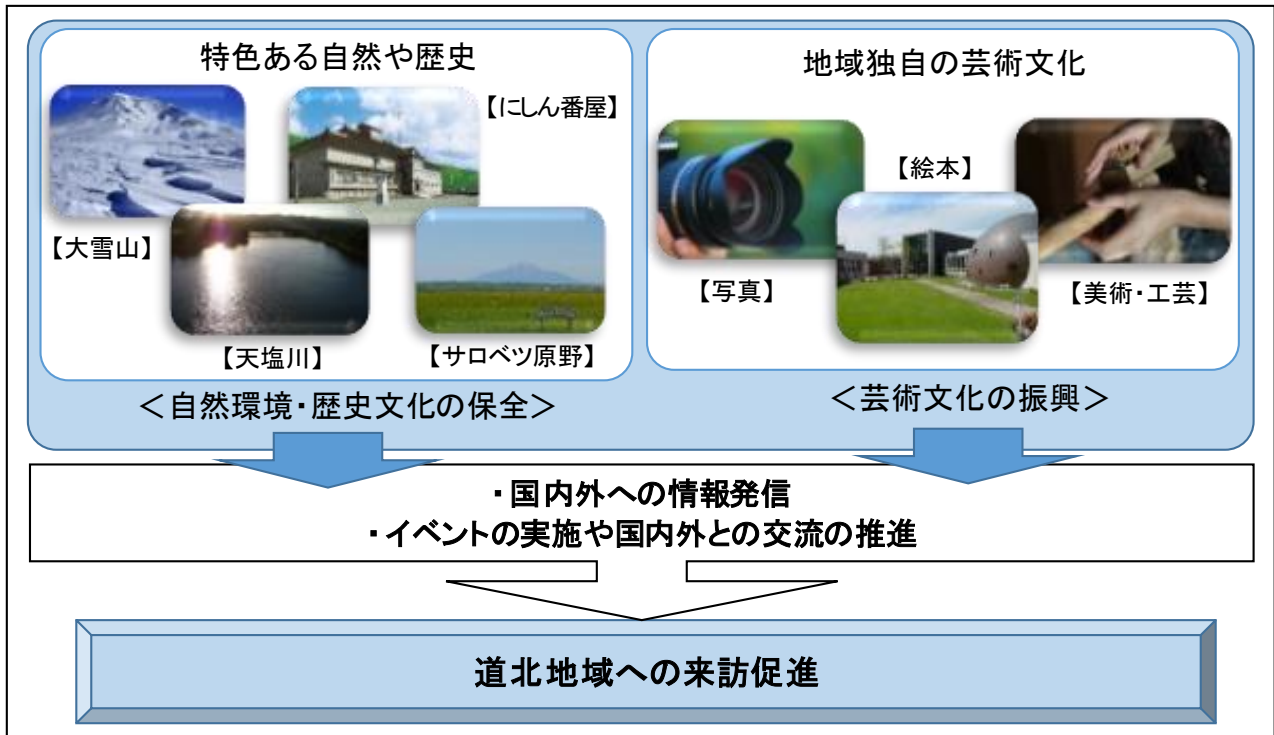 特色ある自然や歴史
【にしん番屋】
【大雪山】
【天塩川】
【サロベツ原野】
＜自然環境・歴史文化の保全＞
地域独自の芸術文化
【絵本】
【写真】
【美術・工芸】
＜芸術文化の振興＞
・国内外への情報発信
・イベントの実施や国内外との交流の推進
道北地域への来訪促進